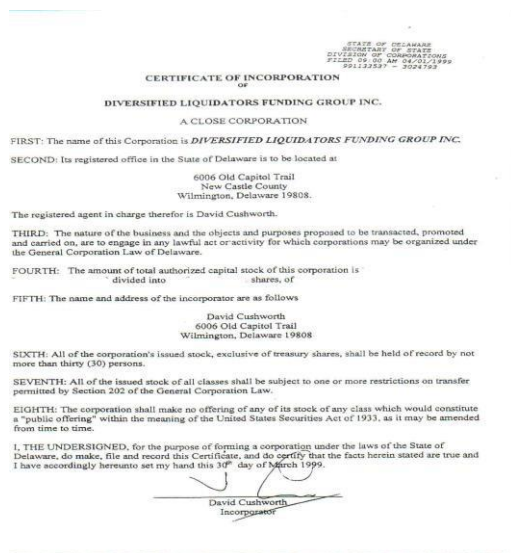 STATE OF DELAWARE
SECRETARY OF STATE
DIVISION OF CORPORATIONS
FILED 09:00 AM 04/01/1999
991133537 - 3024793
CERTIFICATE OF INCORPORATION
OF
DIVERSIFIED LIQUIDATORS FUNDING GROUP INC.
A CLOSE CORPORATION
FIRST: The name of this Corporation is DIVERSIFIED LIQUIDATORS FUNDING GROUP INC.
SECOND: Its registered office in the State of Delaware is to be located at
6006 Old Capitol Trail
New Castle County
Wilmington, Delaware 19808.
The registered agent in charge therefor is David Cushworth.
THIRD: The nature of the business and the objects and purposes proposed to be transacted, promoted
and carried on, are to engage in any lawful act or activity for which corporations may be organized under
the General Corporation Law of Delaware.
FOURTH: The amount of total authorized capital stock of this corporation is
divided into shares, of
FIFTH: The name and address of the incorporator are as follows
David Cushworth
6006 Old Capitol Trail
Wilmington, Delaware 19808
SIXTH: All of the corporation's issued stock, exclusive of treasury shares, shall be held of record by not
more than thirty (30) persons.
SEVENTH: All of the issued stock of all classes shall be subject to one or more restrictions on transfer
permitted by Section 202 of the General Corporation Law.
EIGHTH: The corporation shall make no offering of any of its stock of any class which would constitute
a "public offering" within the meaning of the United States Securities Act of 1933, as it may be amended
from time to time.
I, THE UNDERSIGNED, for the purpose of forming a corporation under the laws of the State of
Delaware, do make, file and record this Certificate, and do certify that the facts herein stated are true and
I have accordingly hereunto set my hand this 30th day of March 1999.
David Cushworth
Incorporator